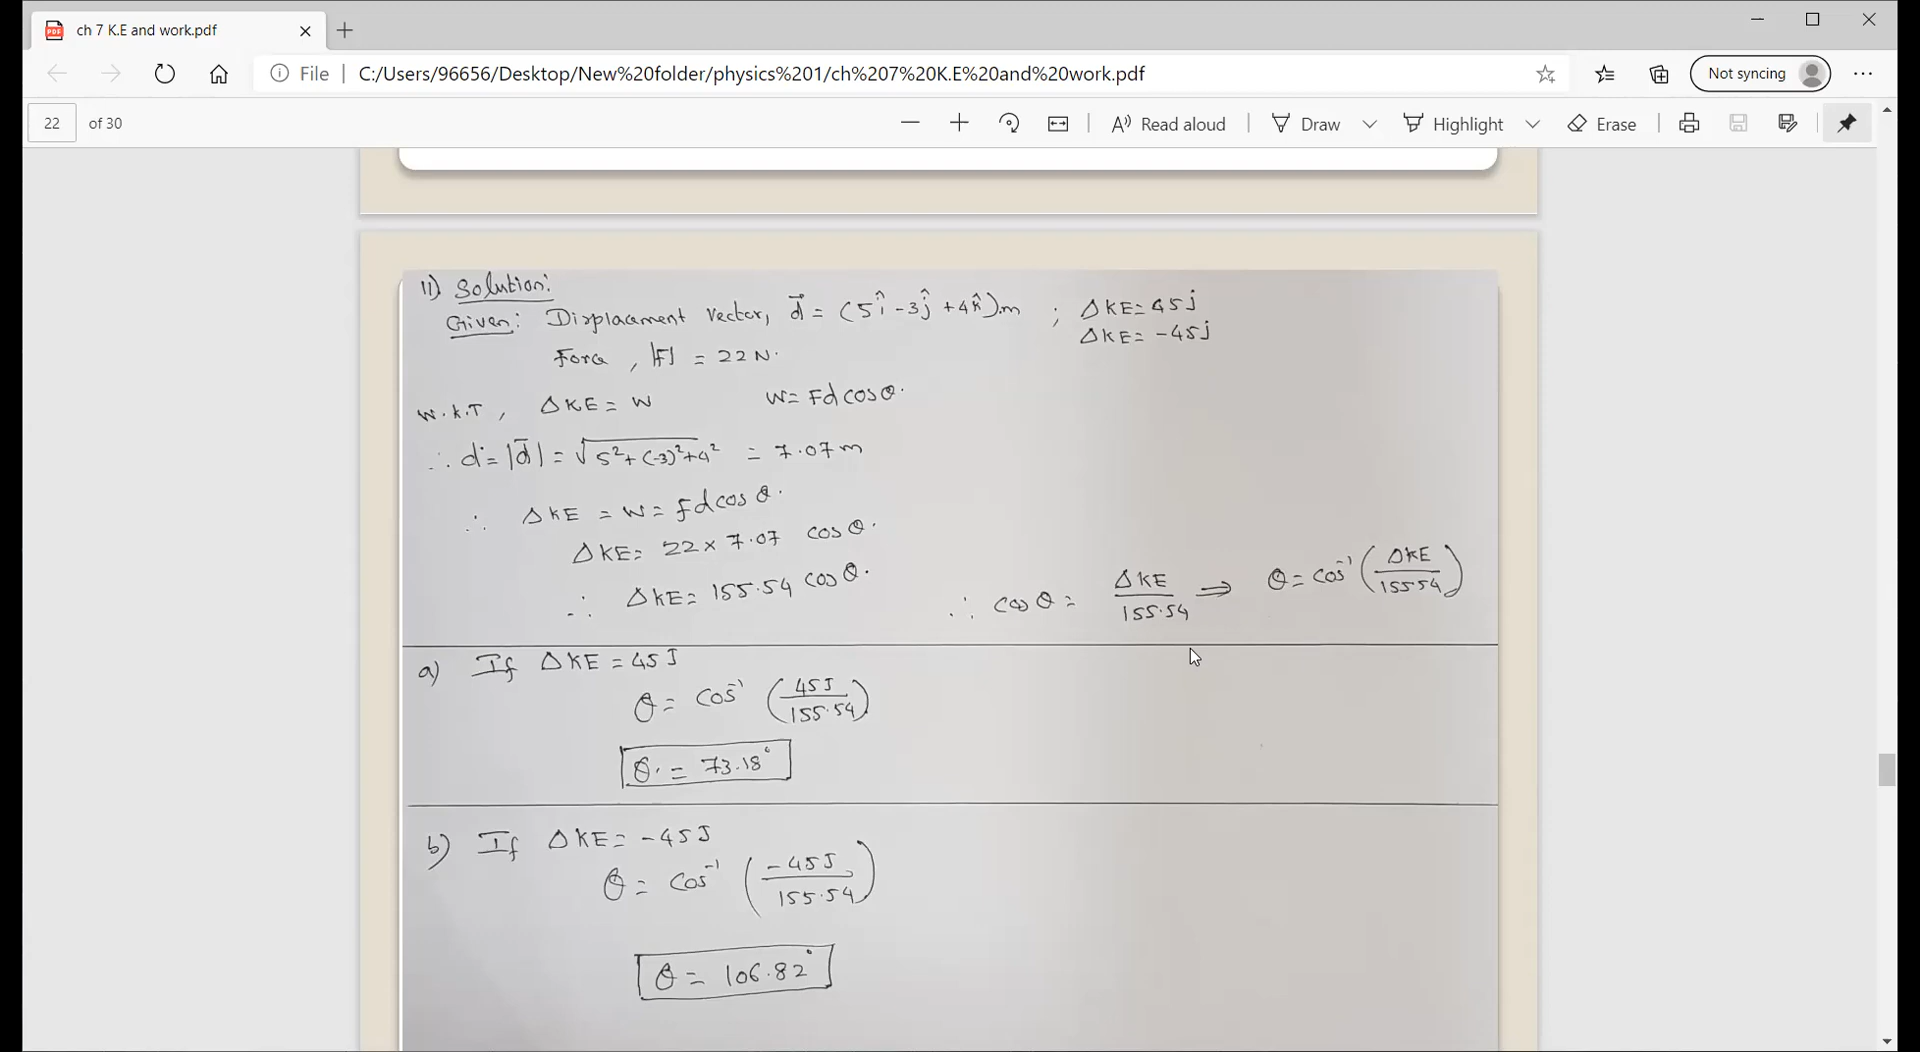 ch 7 K.E and work.pdf
File | C:/Users/96656/Desktop/New%20folder/physics%201/ch%207%20K.E%20and%20work.pdf
Not syncing
22 of 30
Read aloud
Draw
Highlight
Erase
11) Solution:
Given: Displacement vector, d⃗ = (5î - 3ĵ + 4k̂).m ; ΔKE = 45j
ΔKE = -45j
Force, |F| = 22 N.
W.K.T, ΔKE = W W = Fd cosθ.
∴ d = |d̅| = √5² + (-3)² + 4² = 7.07 m
∴ ΔKE = W = Fd cos θ.
ΔKE = 22 × 7.07 cos θ.
∴ ΔKE = 155.54 cos θ.
∴ cos θ = ΔKE / 155.54 ⇒ θ = cos⁻¹ (ΔKE / 155.54)
a) If ΔKE = 45J
θ = cos⁻¹ (45J / 155.54)
θ = 73.18°
b) If ΔKE = -45J
θ = cos⁻¹ (-45J / 155.54)
θ = 106.82°